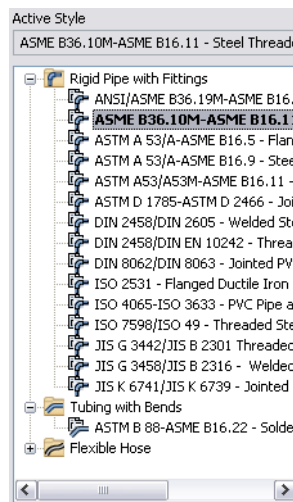 Active Style
ASME B36.10M-ASME B16.11 - Steel Threade
Rigid Pipe with Fittings
ANSI/ASME B36.19M-ASME B16.
ASME B36.10M-ASME B16.11
ASTM A 53/A-ASME B16.5 - Flan
ASTM A 53/A-ASME B16.9 - Stee
ASTM A53/A53M-ASME B16.11 -
ASTM D 1785-ASTM D 2466 - Joi
DIN 2458/DIN 2605 - Welded Ste
DIN 2458/DIN EN 10242 - Threa
DIN 8062/DIN 8063 - Jointed PV
ISO 2531 - Flanged Ductile Iron
ISO 4065-ISO 3633 - PVC Pipe a
ISO 7598/ISO 49 - Threaded Ste
JIS G 3442/JIS B 2301 Threaded
JIS G 3458/JIS B 2316 - Welded
JIS K 6741/JIS K 6739 - Jointed
Tubing with Bends
ASTM B 88-ASME B16.22 - Solde
Flexible Hose